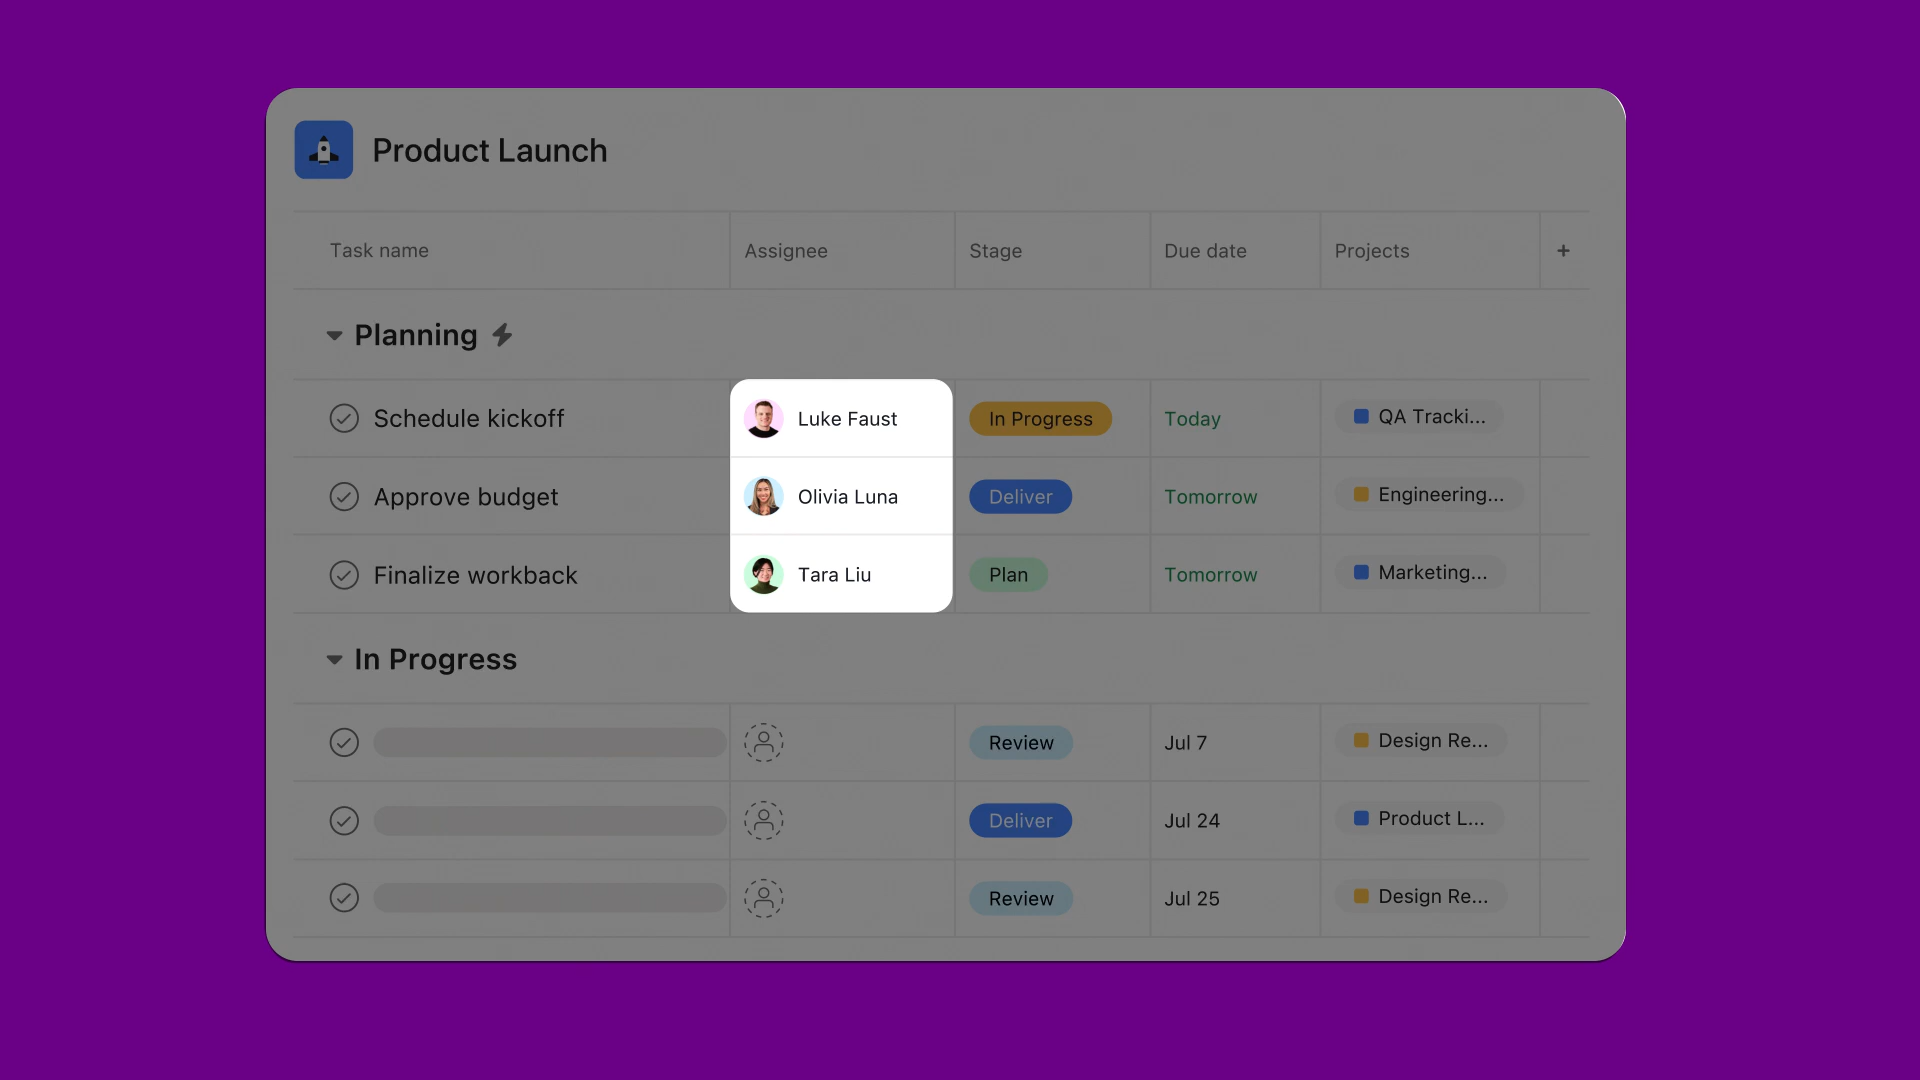 Product Launch
Task name Assignee Stage Due date Projects +
Planning
Schedule kickoff Luke Faust In Progress Today QA Tracki...
Approve budget Olivia Luna Deliver Tomorrow Engineering...
Finalize workback Tara Liu Plan Tomorrow Marketing...
In Progress
Review Jul 7 Design Re...
Deliver Jul 24 Product L...
Review Jul 25 Design Re...